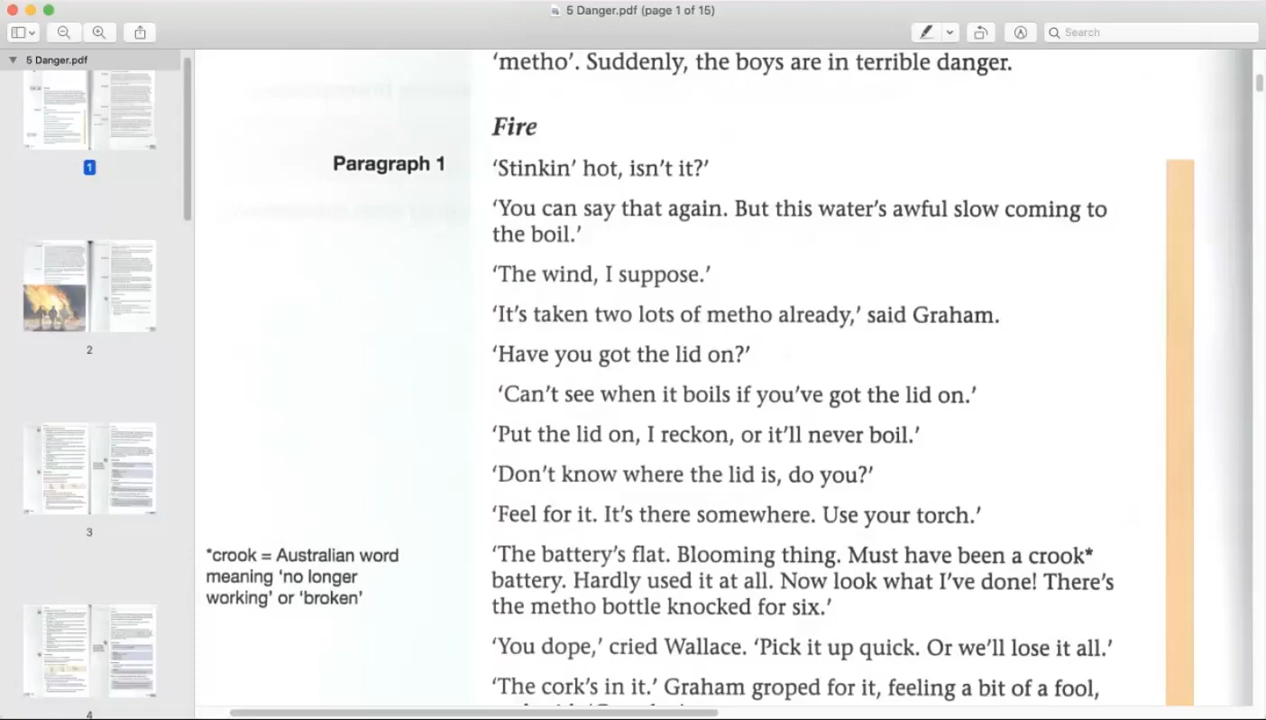 5 Danger.pdf (page 1 of 15)
Search
5 Danger.pdf
1
2
3
4
'metho'. Suddenly, the boys are in terrible danger.
Fire
Paragraph 1
'Stinkin' hot, isn't it?'
'You can say that again. But this water's awful slow coming to
the boil.'
'The wind, I suppose.'
'It's taken two lots of metho already,' said Graham.
'Have you got the lid on?'
'Can't see when it boils if you've got the lid on.'
'Put the lid on, I reckon, or it'll never boil.'
'Don't know where the lid is, do you?'
'Feel for it. It's there somewhere. Use your torch.'
*crook = Australian word
meaning 'no longer
working' or 'broken'
'The battery's flat. Blooming thing. Must have been a crook*
battery. Hardly used it at all. Now look what I've done! There's
the metho bottle knocked for six.'
'You dope,' cried Wallace. 'Pick it up quick. Or we'll lose it all.'
'The cork's in it.' Graham groped for it, feeling a bit of a fool,